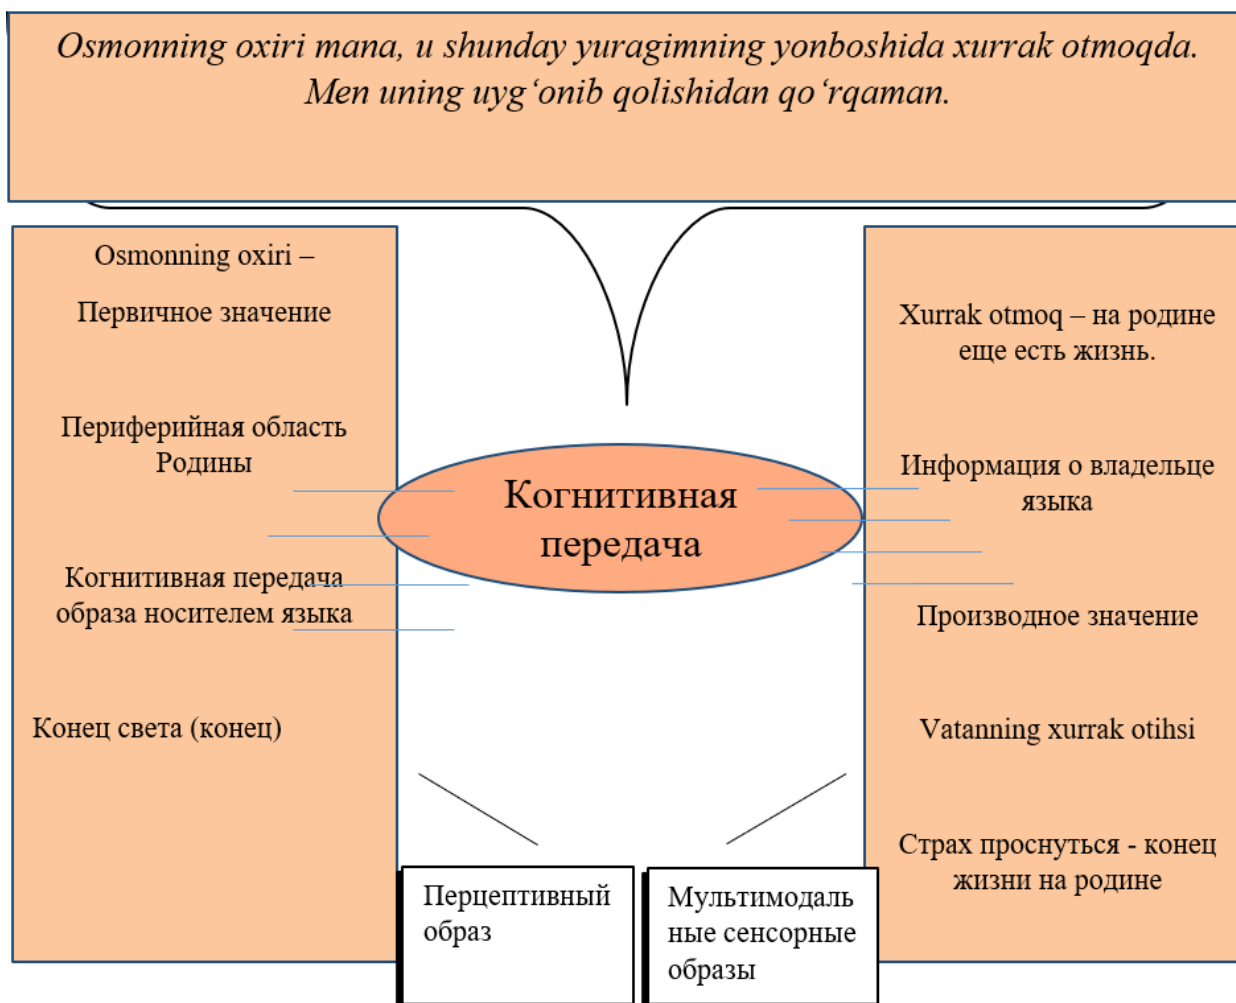 Osmonning oxiri mana, u shunday yuragimning yonboshida xurrak otmoqda.
Men uning uyg‘onib qolishidan qo‘rqaman.
Osmonning oxiri –
Первичное значение
Периферийная область
Родины
Когнитивная передача
образа носителем языка
Конец света (конец)
Когнитивная
передача
Xurrak otmoq – на родине
еще есть жизнь.
Информация о владельце
языка
Производное значение
Vatanning xurrak otihsi
Страх проснуться - конец
жизни на родине
Перцептивный
образ
Мультимодаль
ные сенсорные
образы